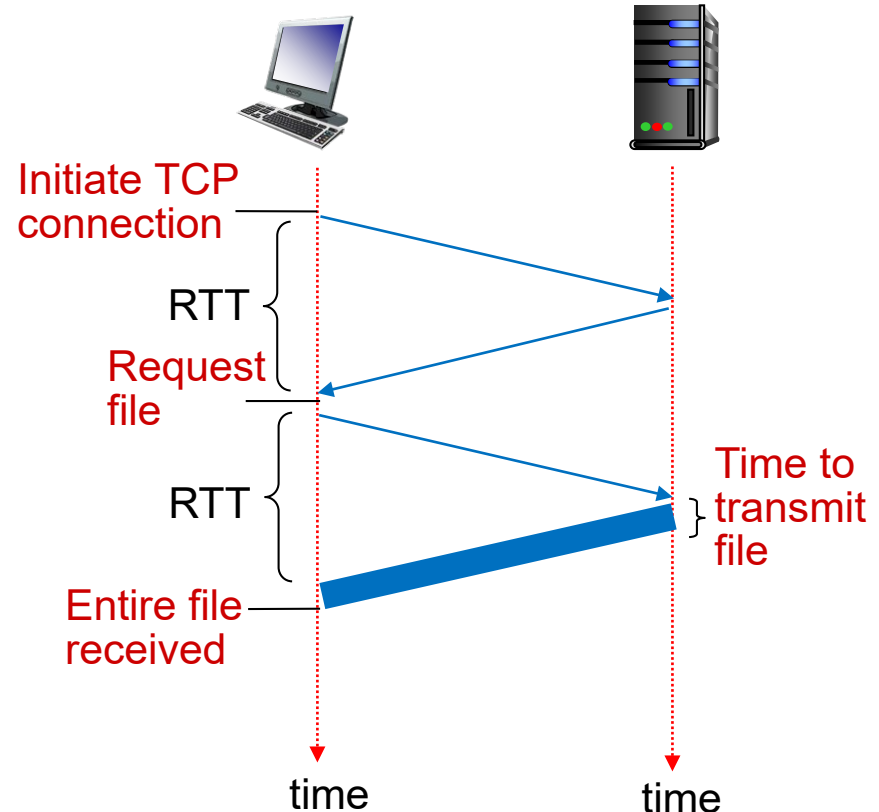 Initiate TCP
connection
RTT
Request
file
RTT
Time to
transmit
file
Entire file
received
time
time